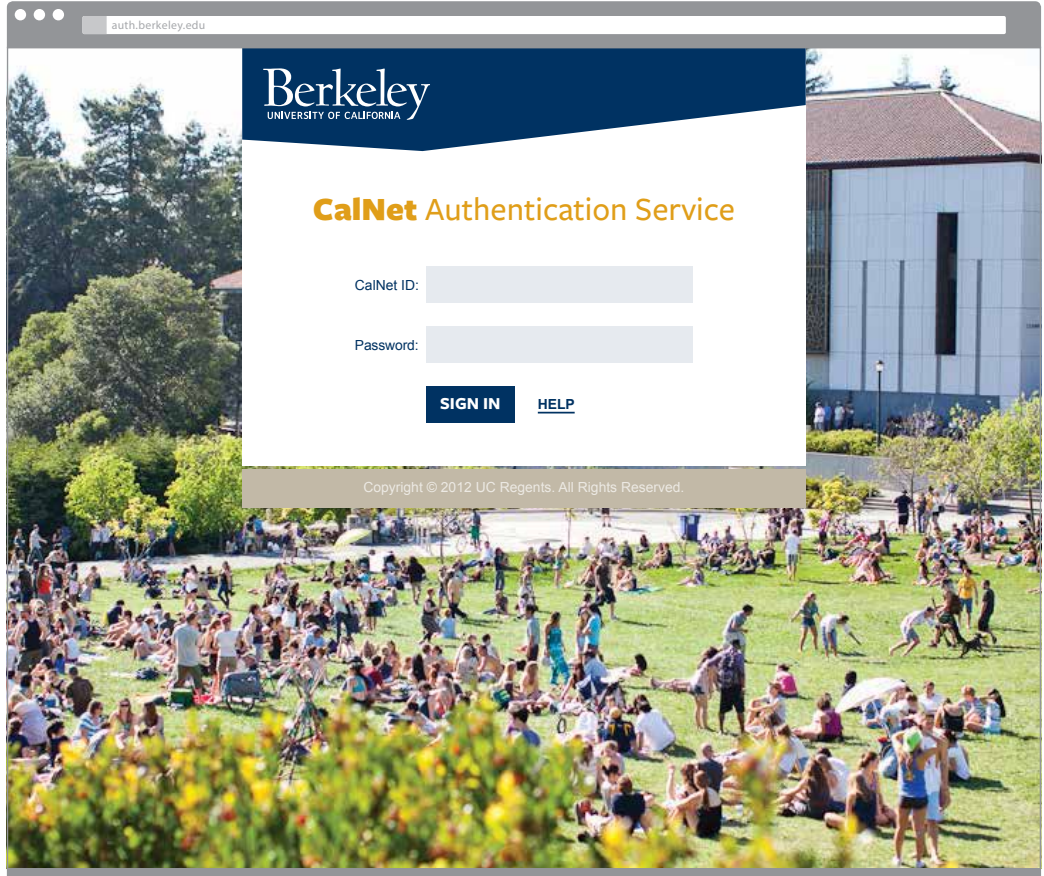 auth.berkeley.edu
Berkeley
UNIVERSITY OF CALIFORNIA
CalNet Authentication Service
CalNet ID:
Password:
SIGN IN HELP
Copyright © 2012 UC Regents. All Rights Reserved.